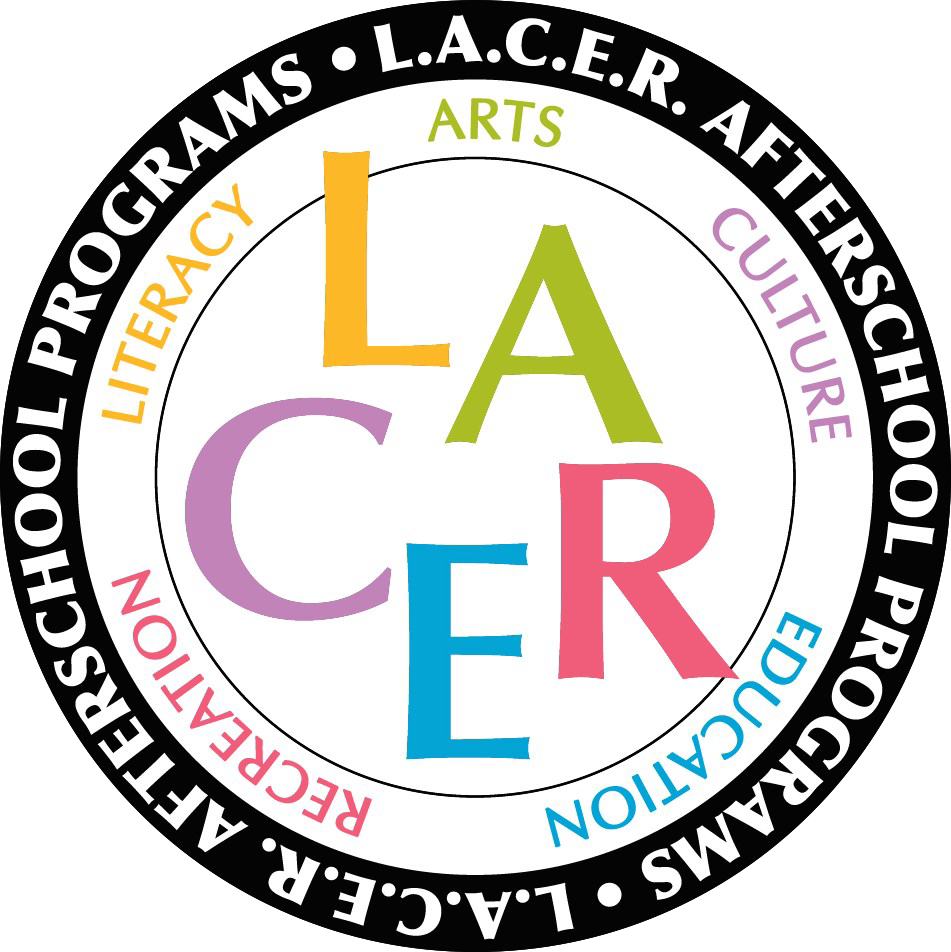 L.A.C.E.R. AFTERSCHOOL PROGRAMS • L.A.C.E.R. AFTERSCHOOL PROGRAMS •
ARTS
CULTURE
EDUCATION
RECREATION
LITERACY
L
A
C
E
R